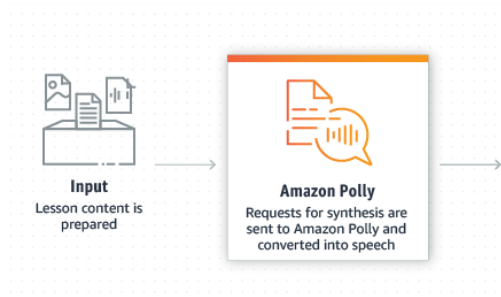 Input
Lesson content is
prepared
Amazon Polly
Requests for synthesis are
sent to Amazon Polly and
converted into speech